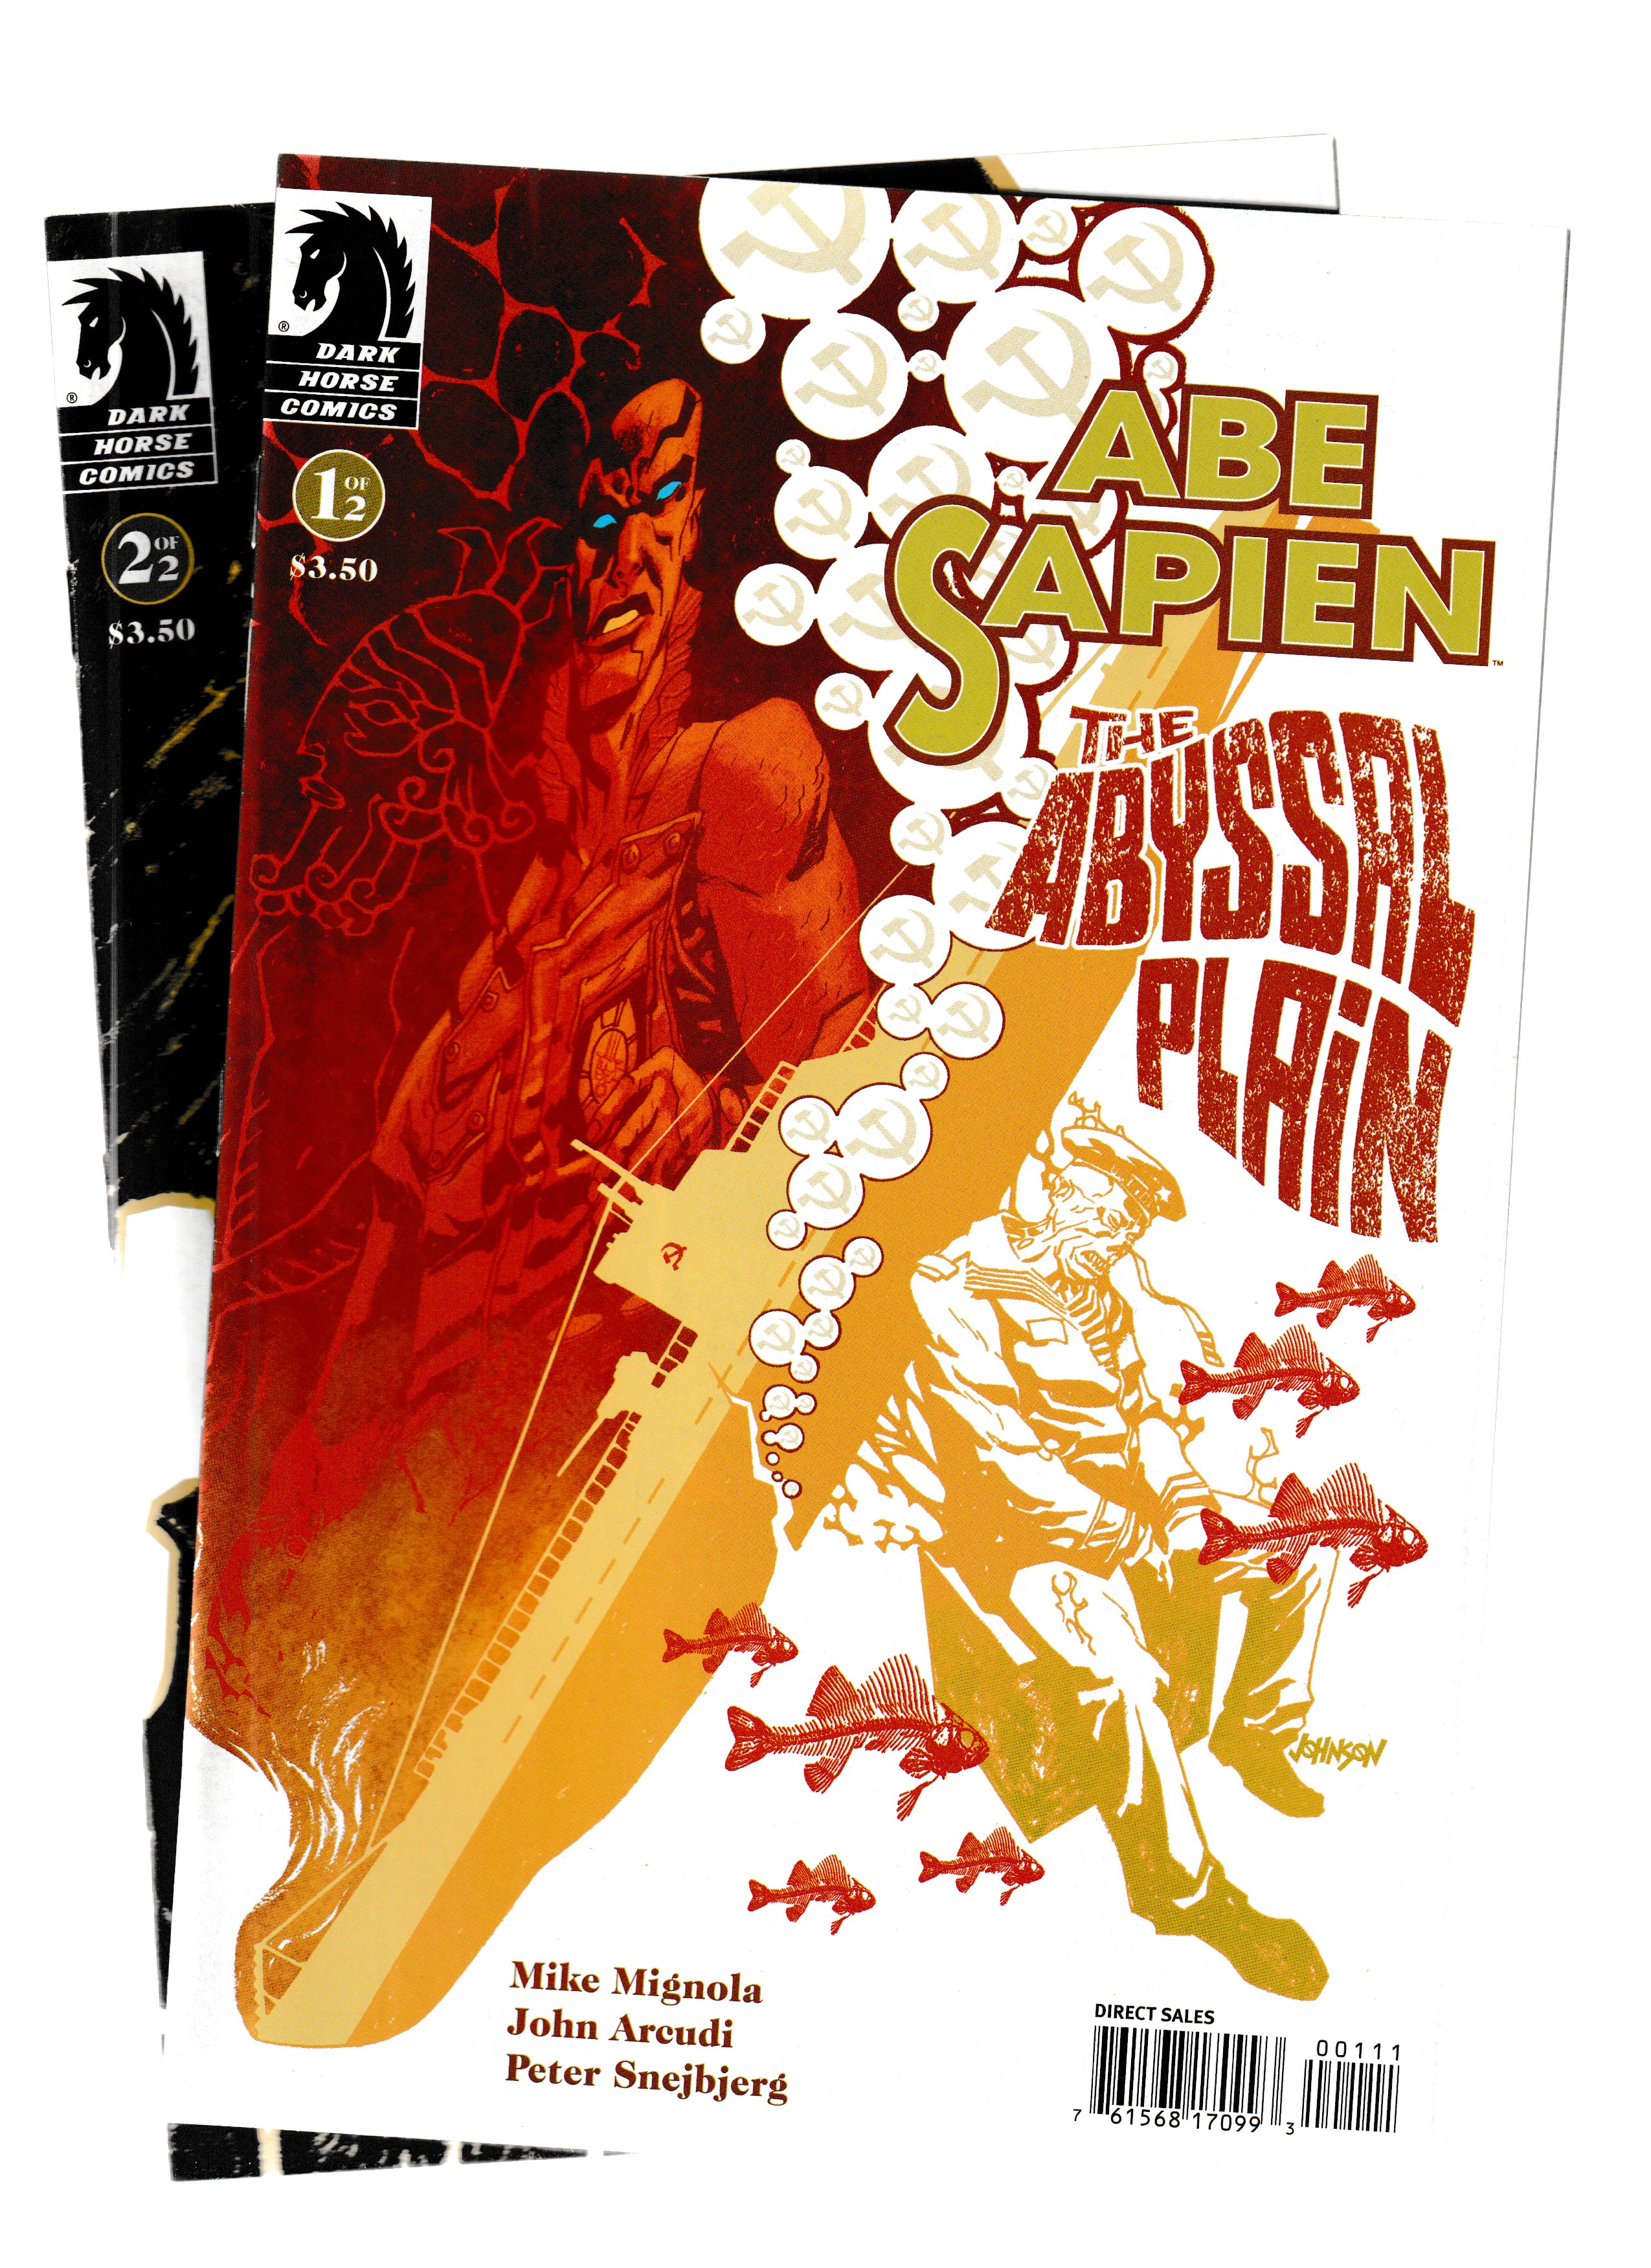 DARK
HORSE
COMICS
®
2 OF 2
$3.50
DARK
HORSE
COMICS
®
1 OF 2
$3.50
ABE
SAPIEN
™
THE
ABYSSAL
PLAiN
JOHNSON
Mike Mignola
John Arcudi
Peter Snejbjerg
DIRECT SALES
00111
7 61568 17099 3